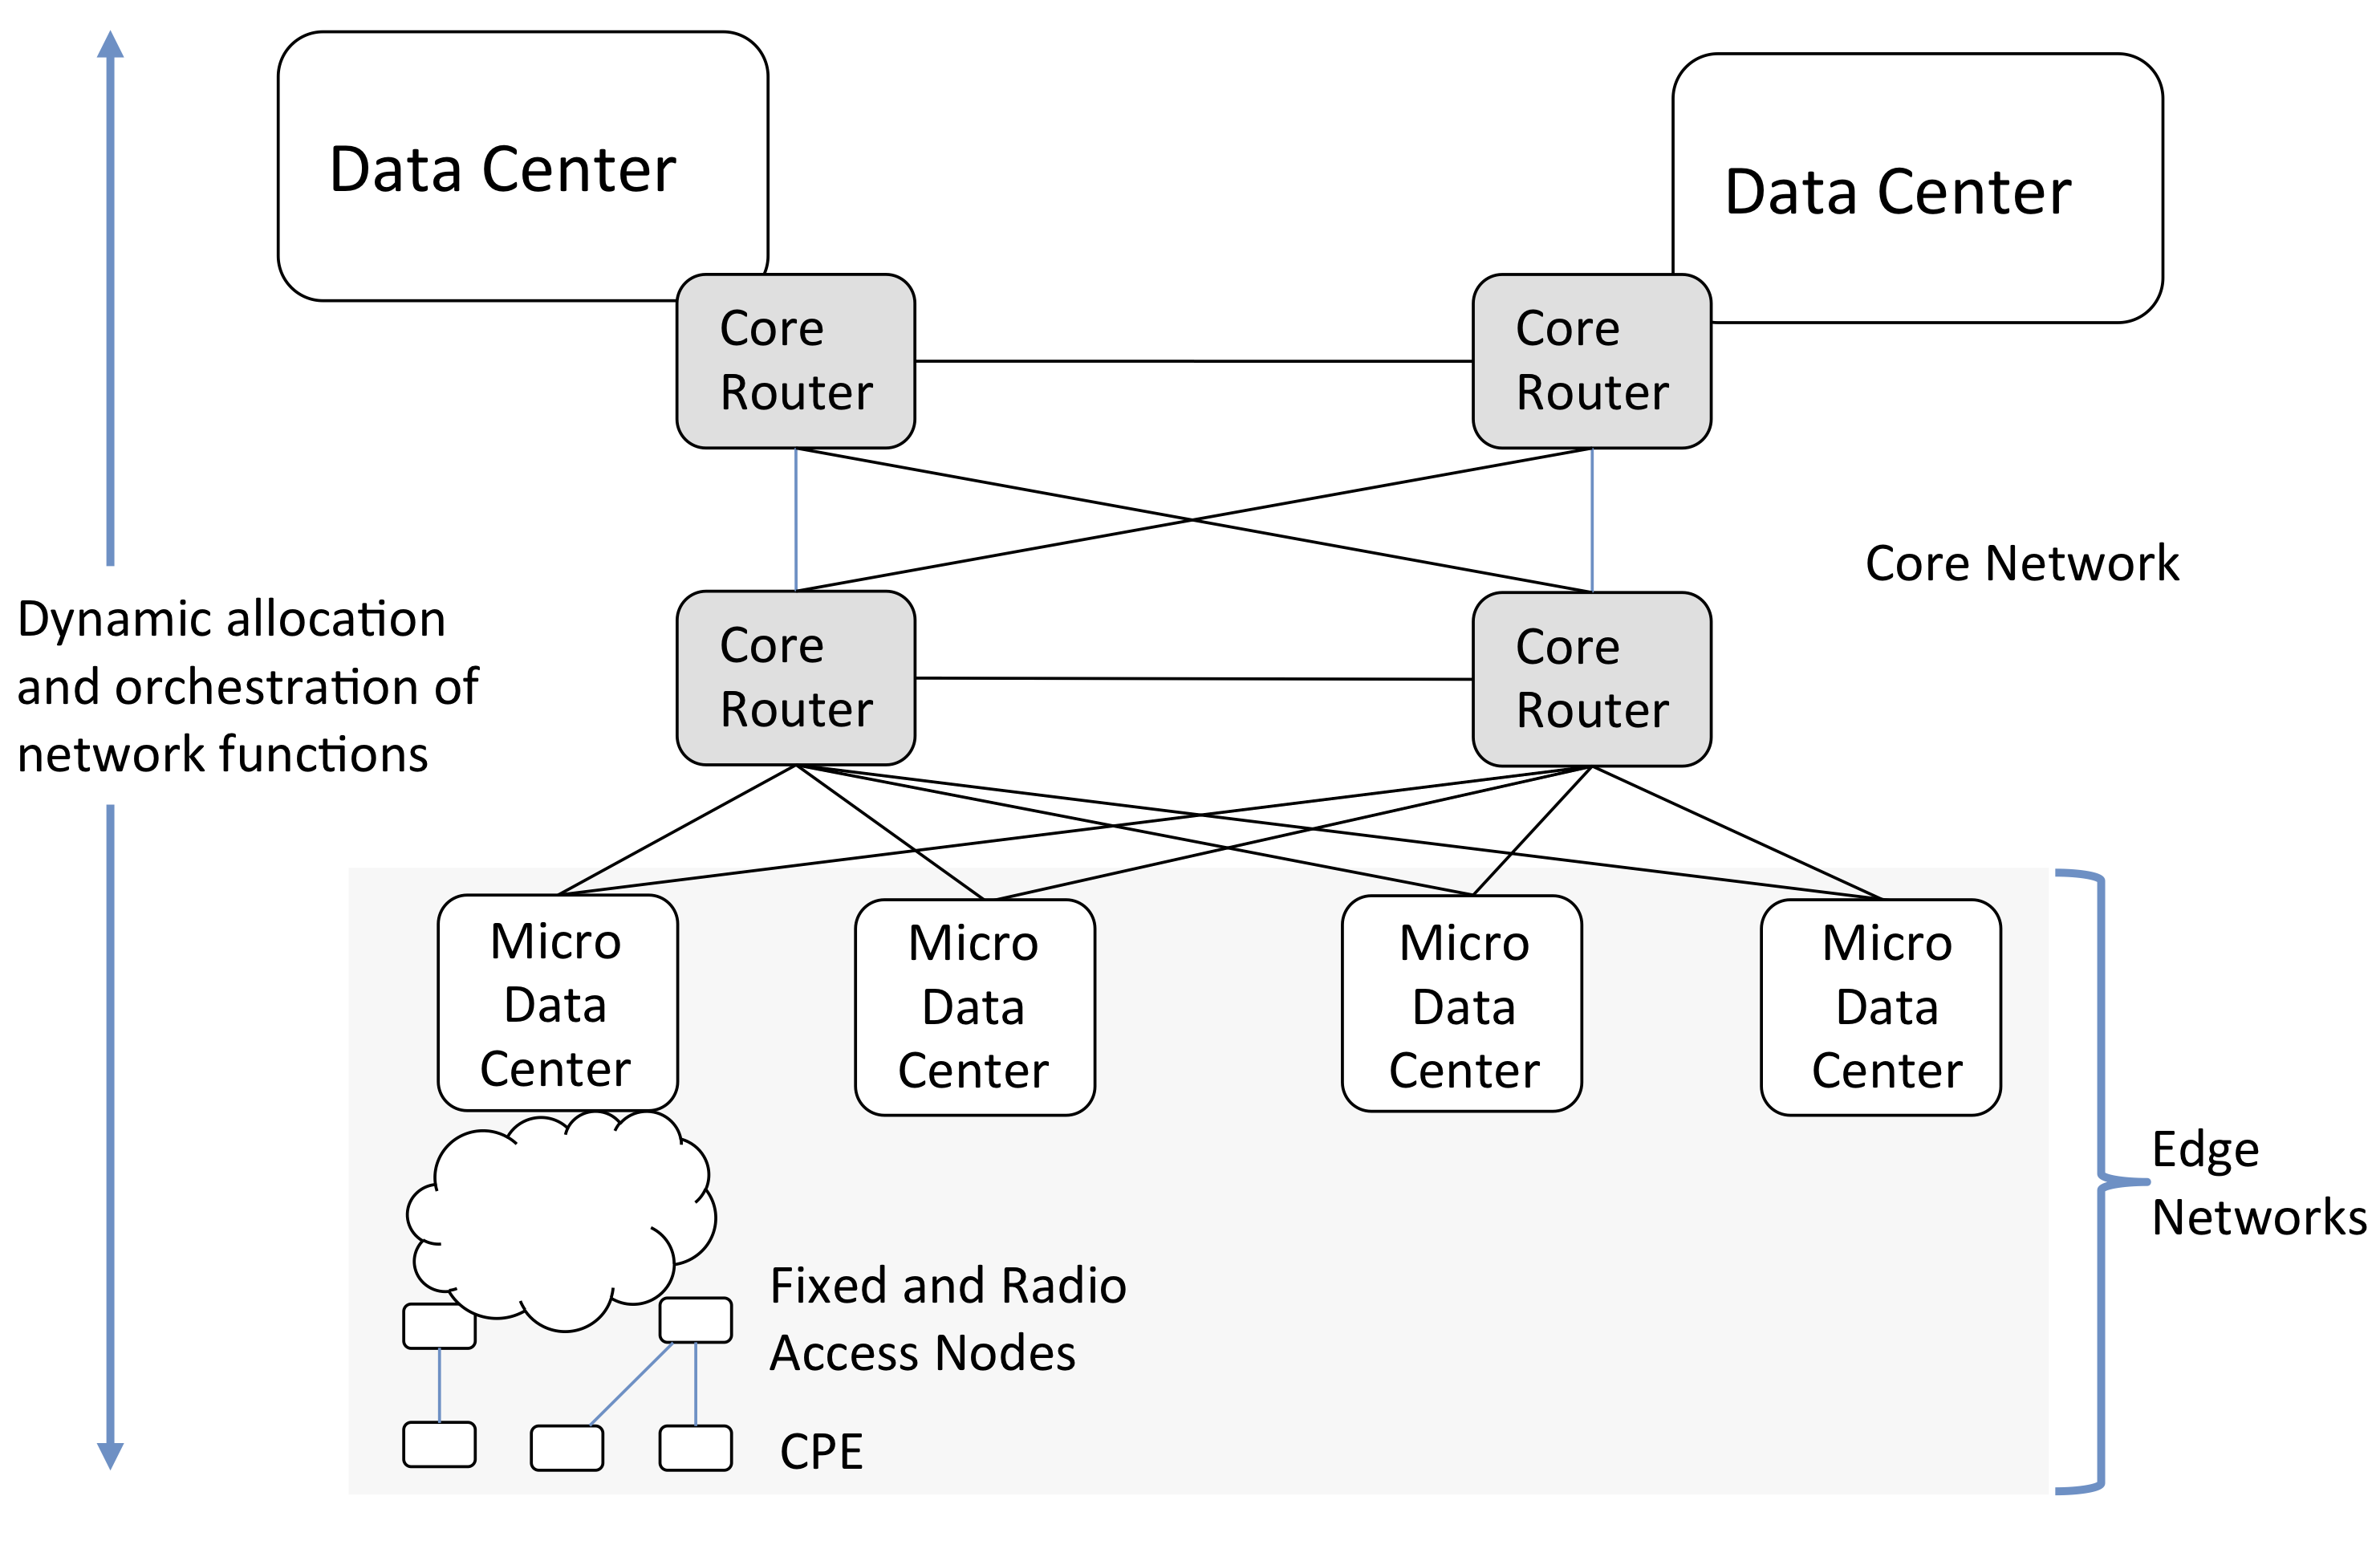 Data Center
Data Center
Core
Router
Core
Router
Core Network
Dynamic allocation
and orchestration of
network functions
Core
Router
Core
Router
Micro
Data
Center
Micro
Data
Center
Micro
Data
Center
Micro
Data
Center
Edge
Networks
Fixed and Radio
Access Nodes
CPE